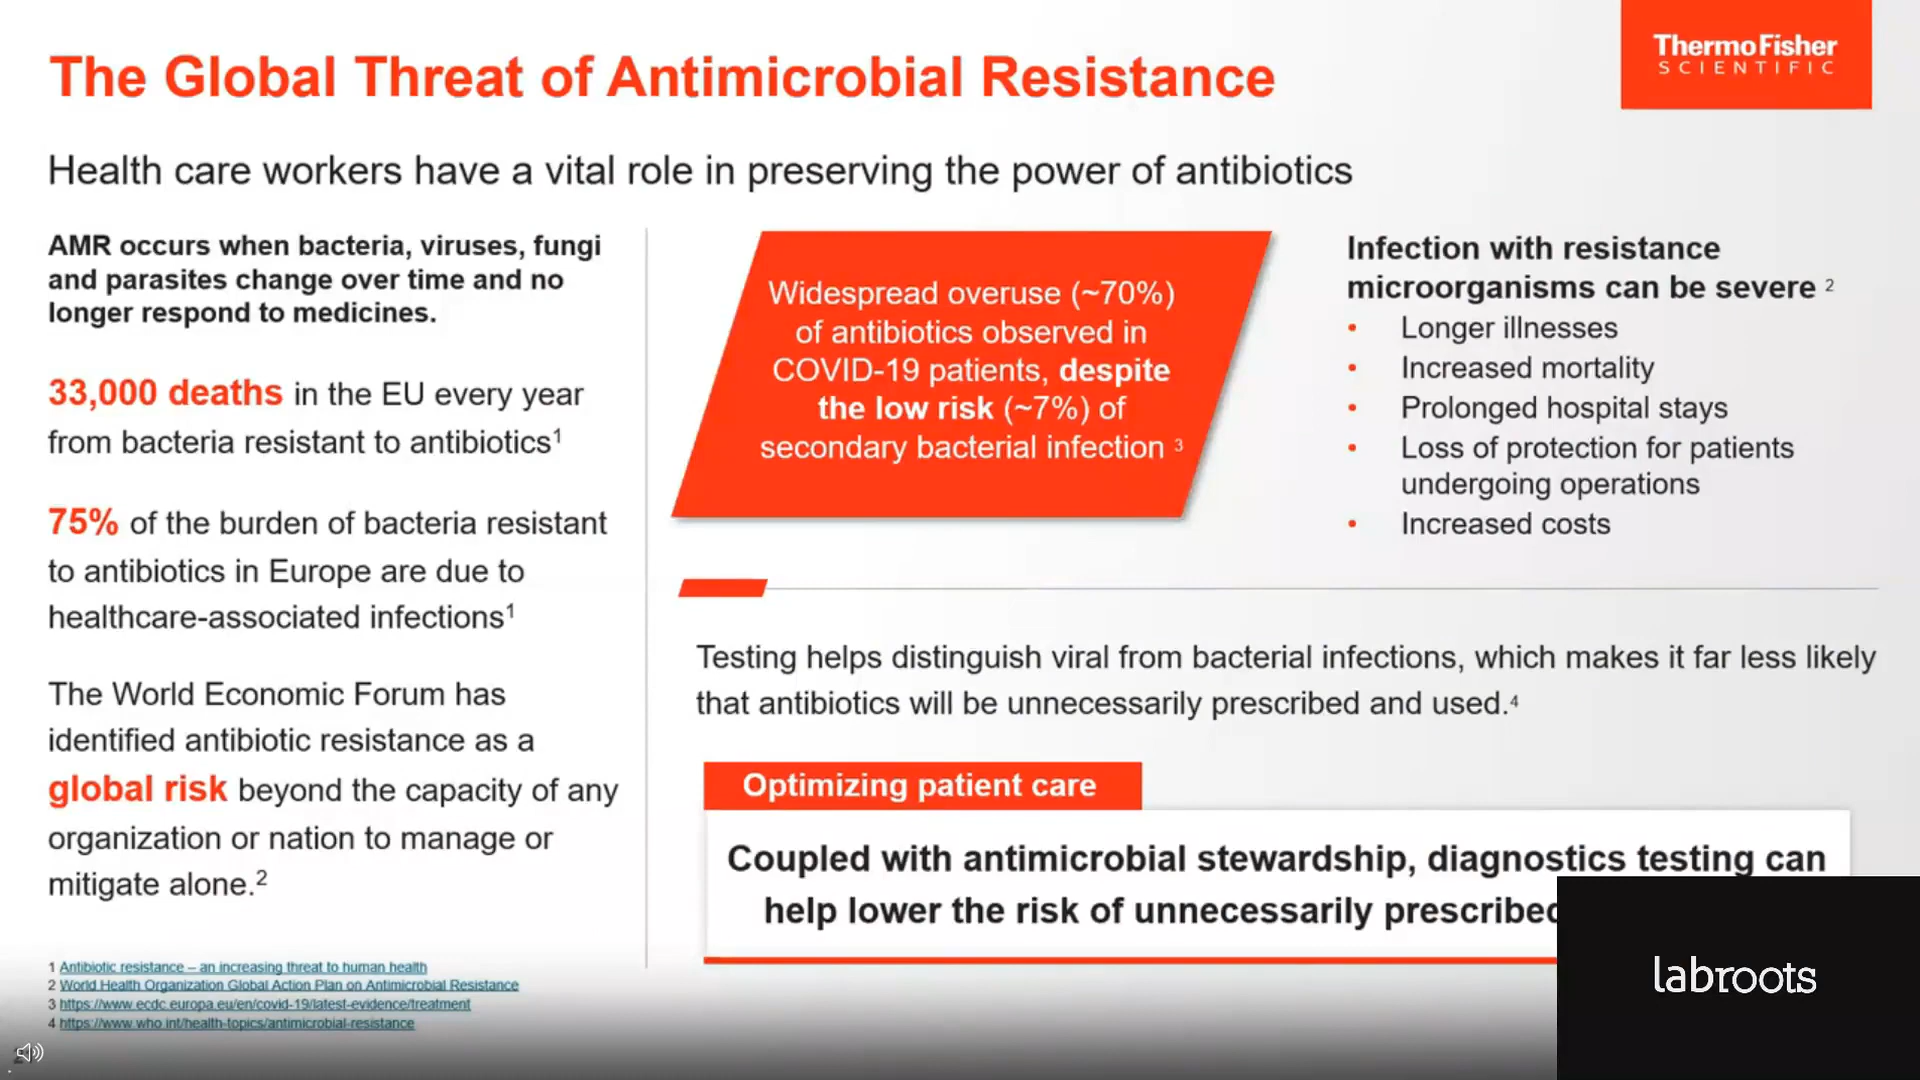 The Global Threat of Antimicrobial Resistance
ThermoFisher
SCIENTIFIC
Health care workers have a vital role in preserving the power of antibiotics
AMR occurs when bacteria, viruses, fungi
and parasites change over time and no
longer respond to medicines.
33,000 deaths in the EU every year
from bacteria resistant to antibiotics¹
75% of the burden of bacteria resistant
to antibiotics in Europe are due to
healthcare-associated infections¹
The World Economic Forum has
identified antibiotic resistance as a
global risk beyond the capacity of any
organization or nation to manage or
mitigate alone.²
Widespread overuse (~70%)
of antibiotics observed in
COVID-19 patients, despite
the low risk (~7%) of
secondary bacterial infection ³
Infection with resistance
microorganisms can be severe ²
• Longer illnesses
• Increased mortality
• Prolonged hospital stays
• Loss of protection for patients
undergoing operations
• Increased costs
Testing helps distinguish viral from bacterial infections, which makes it far less likely
that antibiotics will be unnecessarily prescribed and used.⁴
Optimizing patient care
Coupled with antimicrobial stewardship, diagnostics testing can
help lower the risk of unnecessarily prescribed
1 Antibiotic resistance – an increasing threat to human health
2 World Health Organization Global Action Plan on Antimicrobial Resistance
3 https://www.ecdc.europa.eu/en/covid-19/latest-evidence/treatment
4 https://www.who.int/health-topics/antimicrobial-resistance
labroots